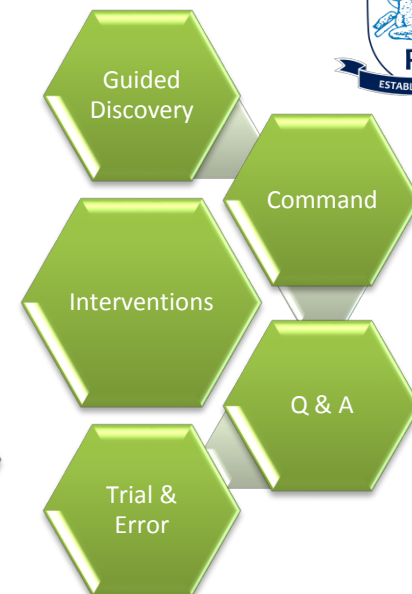 Guided
Discovery
Command
Interventions
Q & A
Trial &
Error